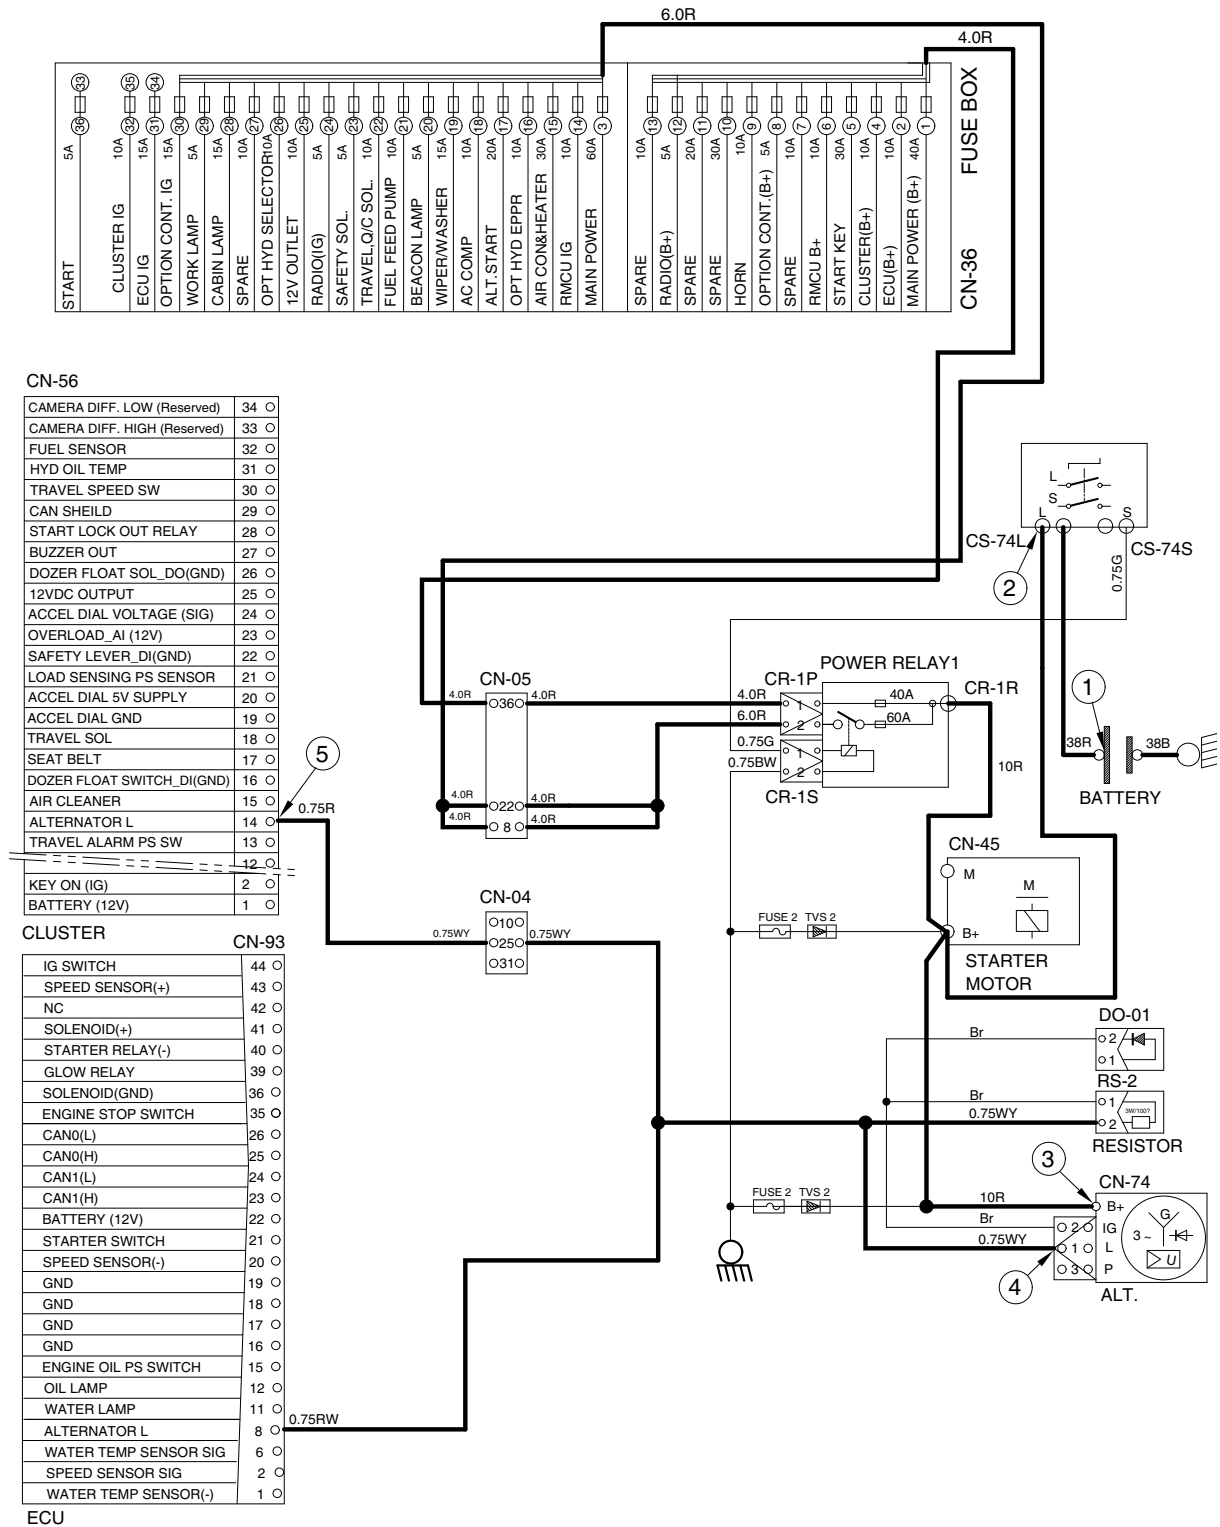 6.0R
4.0R
33
35
34
36
32
31
30
29
28
27
26
25
24
23
22
21
20
19
18
17
16
15
14
3
13
12
11
10
9
8
7
6
5
4
2
1
5A
10A
15A
15A
5A
10A
10A
10A
10A
5A
5A
10A
10A
5A
15A
10A
20A
10A
30A
10A
60A
10A
5A
20A
30A
10A
5A
10A
10A
30A
10A
10A
40A
START
CLUSTER IG
ECU IG
OPTION CONT. IG
WORK LAMP
CABIN LAMP
SPARE
OPT HYD SELECTOR
12V OUTLET
RADIO(IG)
SAFETY SOL.
TRAVEL,Q/C SOL.
FUEL FEED PUMP
BEACON LAMP
WIPER/WASHER
AC COMP
ALT.START
OPT HYD EPPR
AIR CON&HEATER
RMCU IG
MAIN POWER
SPARE
RADIO(B+)
SPARE
SPARE
HORN
OPTION CONT.(B+)
SPARE
RMCU B+
START KEY
CLUSTER(B+)
ECU(B+)
MAIN POWER (B+)
FUSE BOX
CN-36
CN-56
CAMERA DIFF. LOW (Reserved) 34
CAMERA DIFF. HIGH (Reserved) 33
FUEL SENSOR 32
HYD OIL TEMP 31
TRAVEL SPEED SW 30
CAN SHEILD 29
START LOCK OUT RELAY 28
BUZZER OUT 27
DOZER FLOAT SOL_DO(GND) 26
12VDC OUTPUT 25
ACCEL DIAL VOLTAGE (SIG) 24
OVERLOAD_AI (12V) 23
SAFETY LEVER_DI(GND) 22
LOAD SENSING PS SENSOR 21
ACCEL DIAL 5V SUPPLY 20
ACCEL DIAL GND 19
TRAVEL SOL 18
SEAT BELT 17
DOZER FLOAT SWITCH_DI(GND) 16
AIR CLEANER 15
ALTERNATOR L 14
TRAVEL ALARM PS SW 13
12
KEY ON (IG) 2
BATTERY (12V) 1
CLUSTER
5
0.75R
L
S
L S
CS-74L
CS-74S
2
0.75G
CN-05
4.0R 36 4.0R
4.0R 22 4.0R
4.0R 8 4.0R
POWER RELAY1
CR-1P
CR-1R
4.0R 1 40A
6.0R 2 60A
0.75G 1
0.75BW 2
CR-1S
10R
1
38R
38B
BATTERY
CN-45
M
M
B+
STARTER
MOTOR
FUSE 2 TVS 2
CN-04
10
0.75WY 25 0.75WY
31
CN-93
IG SWITCH 44
SPEED SENSOR(+) 43
NC 42
SOLENOID(+) 41
STARTER RELAY(-) 40
GLOW RELAY 39
SOLENOID(GND) 36
ENGINE STOP SWITCH 35
CAN0(L) 26
CAN0(H) 25
CAN1(L) 24
CAN1(H) 23
BATTERY (12V) 22
STARTER SWITCH 21
SPEED SENSOR(-) 20
GND 19
GND 18
GND 17
GND 16
ENGINE OIL PS SWITCH 15
OIL LAMP 12
WATER LAMP 11
ALTERNATOR L 8
WATER TEMP SENSOR SIG 6
SPEED SENSOR SIG 2
WATER TEMP SENSOR(-) 1
ECU
0.75RW
DO-01
Br 2
1
RS-2
Br 1
0.75WY 2
3W/100?
RESISTOR
3
CN-74
FUSE 2 TVS 2
10R B+
Br 2 IG
0.75WY 1 L
3 P
G
3 ~
U
4
ALT.